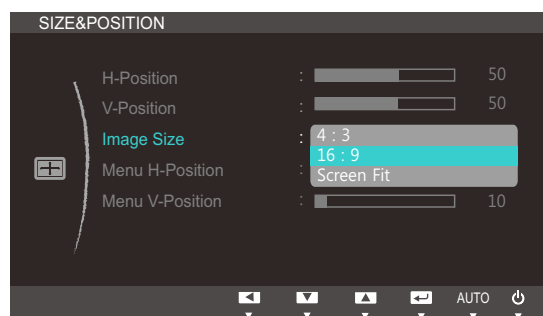 SIZE&POSITION
H-Position : 50
V-Position : 50
Image Size : 4 : 3
16 : 9
Menu H-Position : Screen Fit
Menu V-Position : 10
AUTO